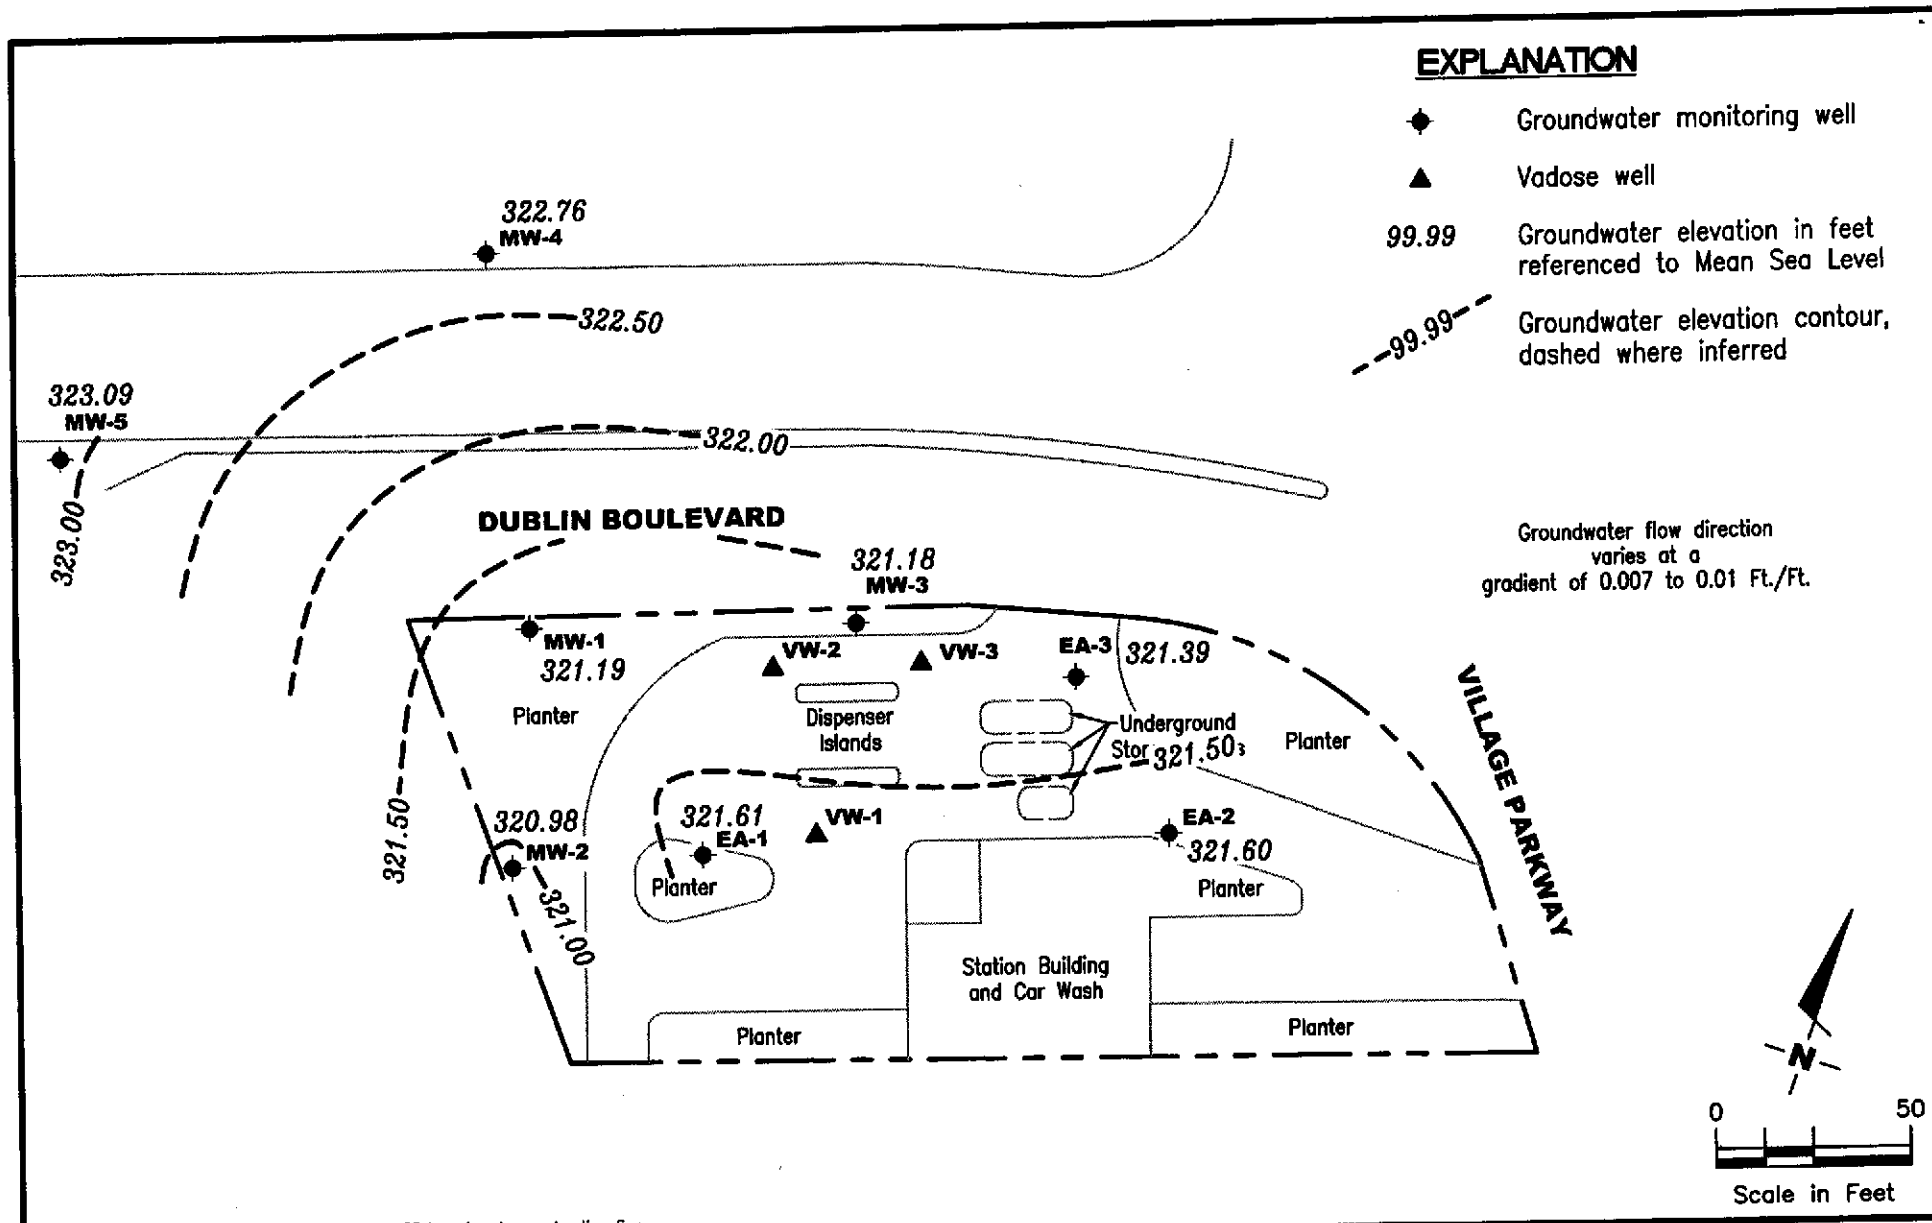 EXPLANATION
Groundwater monitoring well
Vadose well
99.99
Groundwater elevation in feet
referenced to Mean Sea Level
99.99
Groundwater elevation contour,
dashed where inferred
322.76
MW-4
322.50
323.09
MW-5
322.00
323.00
DUBLIN BOULEVARD
Groundwater flow direction
varies at a
gradient of 0.007 to 0.01 Ft./Ft.
321.18
MW-3
MW-1
321.19
VW-2
VW-3
EA-3
321.39
Planter
Dispenser
Islands
Underground
Stor
321.50
Planter
VILLAGE PARKWAY
321.50
320.98
MW-2
321.61
EA-1
VW-1
EA-2
321.60
Planter
Planter
321.00
Station Building
and Car Wash
Planter
Planter
N
0 50
Scale in Feet